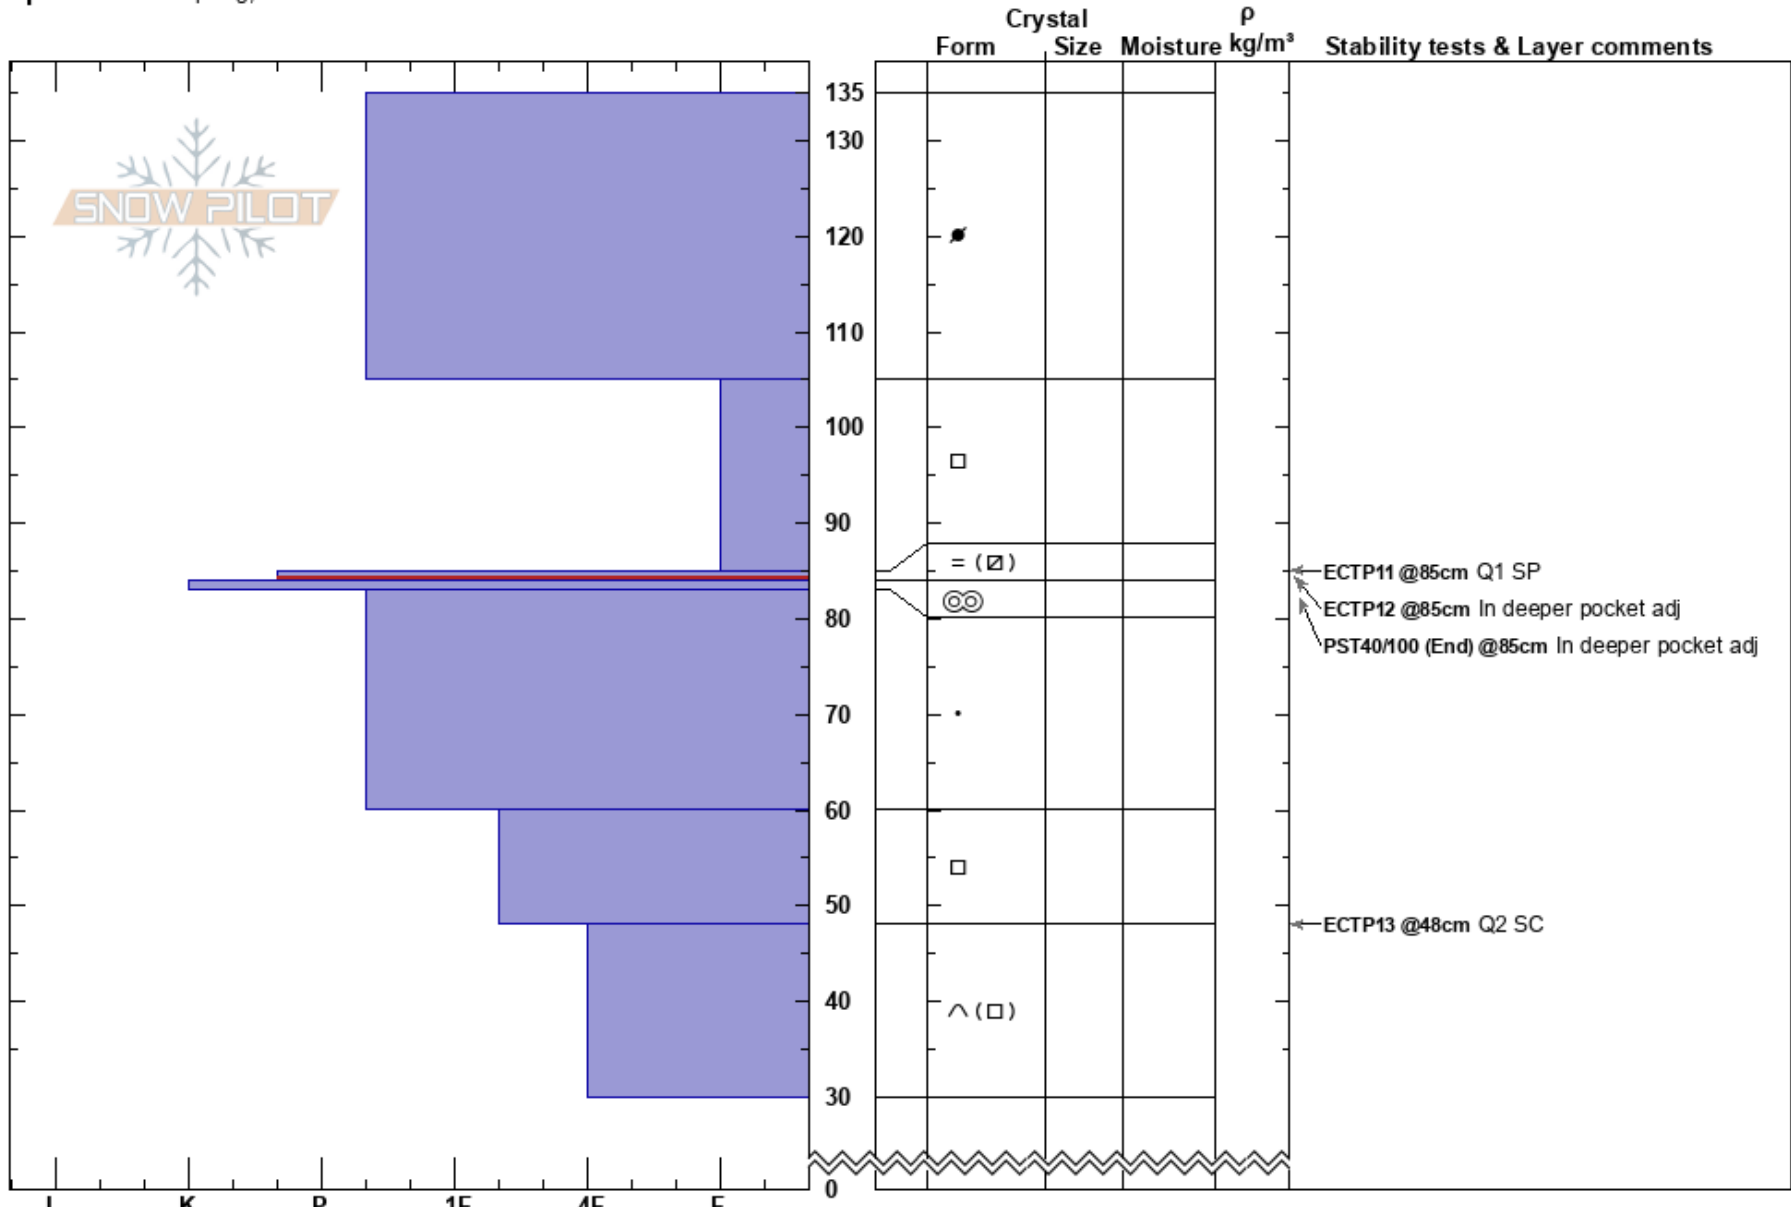 Crystal ρ
Form Size Moisture kg/m³ Stability tests & Layer comments
135
130
SNOW PILOT
120
110
100
90
= ( )
ECTP11 @85cm Q1 SP
ECTP12 @85cm In deeper pocket adj
80
PST40/100 (End) @85cm In deeper pocket adj
70
60
50
ECTP13 @48cm Q2 SC
40
30
0
I K P 1F 4F F